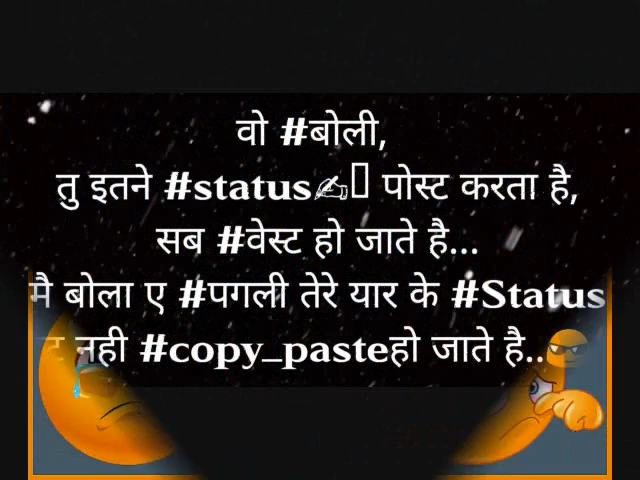 वो #बोली,
तु इतने #status✍ पोस्ट करता है,
सब #वेस्ट हो जाते है...
मै बोला ए #पगली तेरे यार के #Status
नही #copy_pasteहो जाते है..